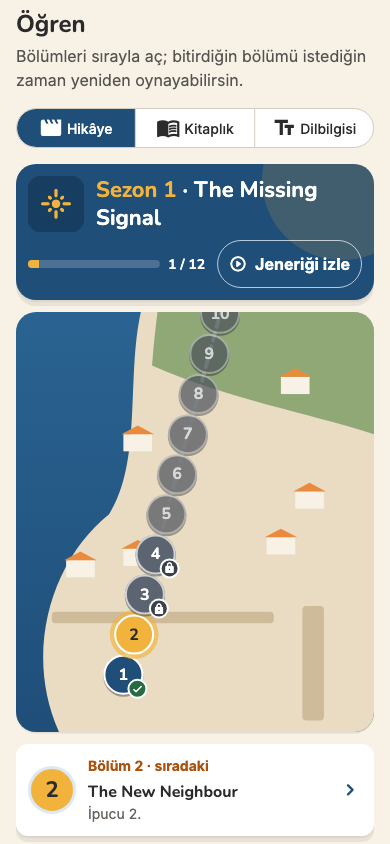 Öğren
Bölümleri sırayla aç; bitirdiğin bölümü istediğin
zaman yeniden oynayabilirsin.
Hikâye
Kitaplık
Dilbilgisi
Sezon 1 · The Missing
Signal
1 / 12
Jeneriği izle
10
9
8
7
6
5
4
3
2
1
Bölüm 2 · sıradaki
2
The New Neighbour
İpucu 2.